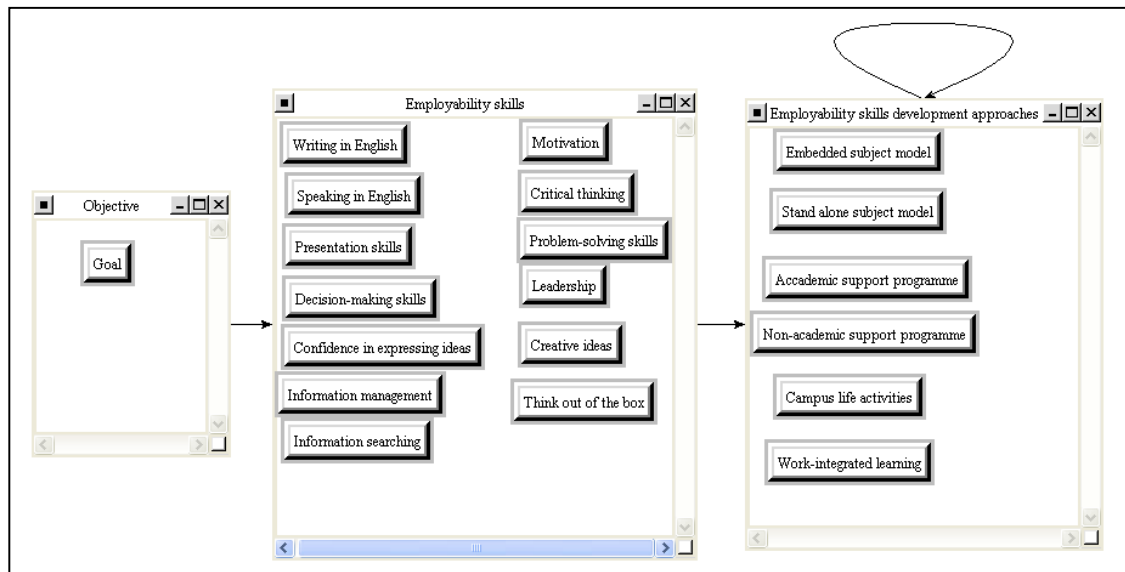 Objective
Goal
Employability skills
Writing in English
Speaking in English
Presentation skills
Decision-making skills
Confidence in expressing ideas
Information management
Information searching
Motivation
Critical thinking
Problem-solving skills
Leadership
Creative ideas
Think out of the box
Employability skills development approaches
Embedded subject model
Stand alone subject model
Accademic support programme
Non-academic support programme
Campus life activities
Work-integrated learning